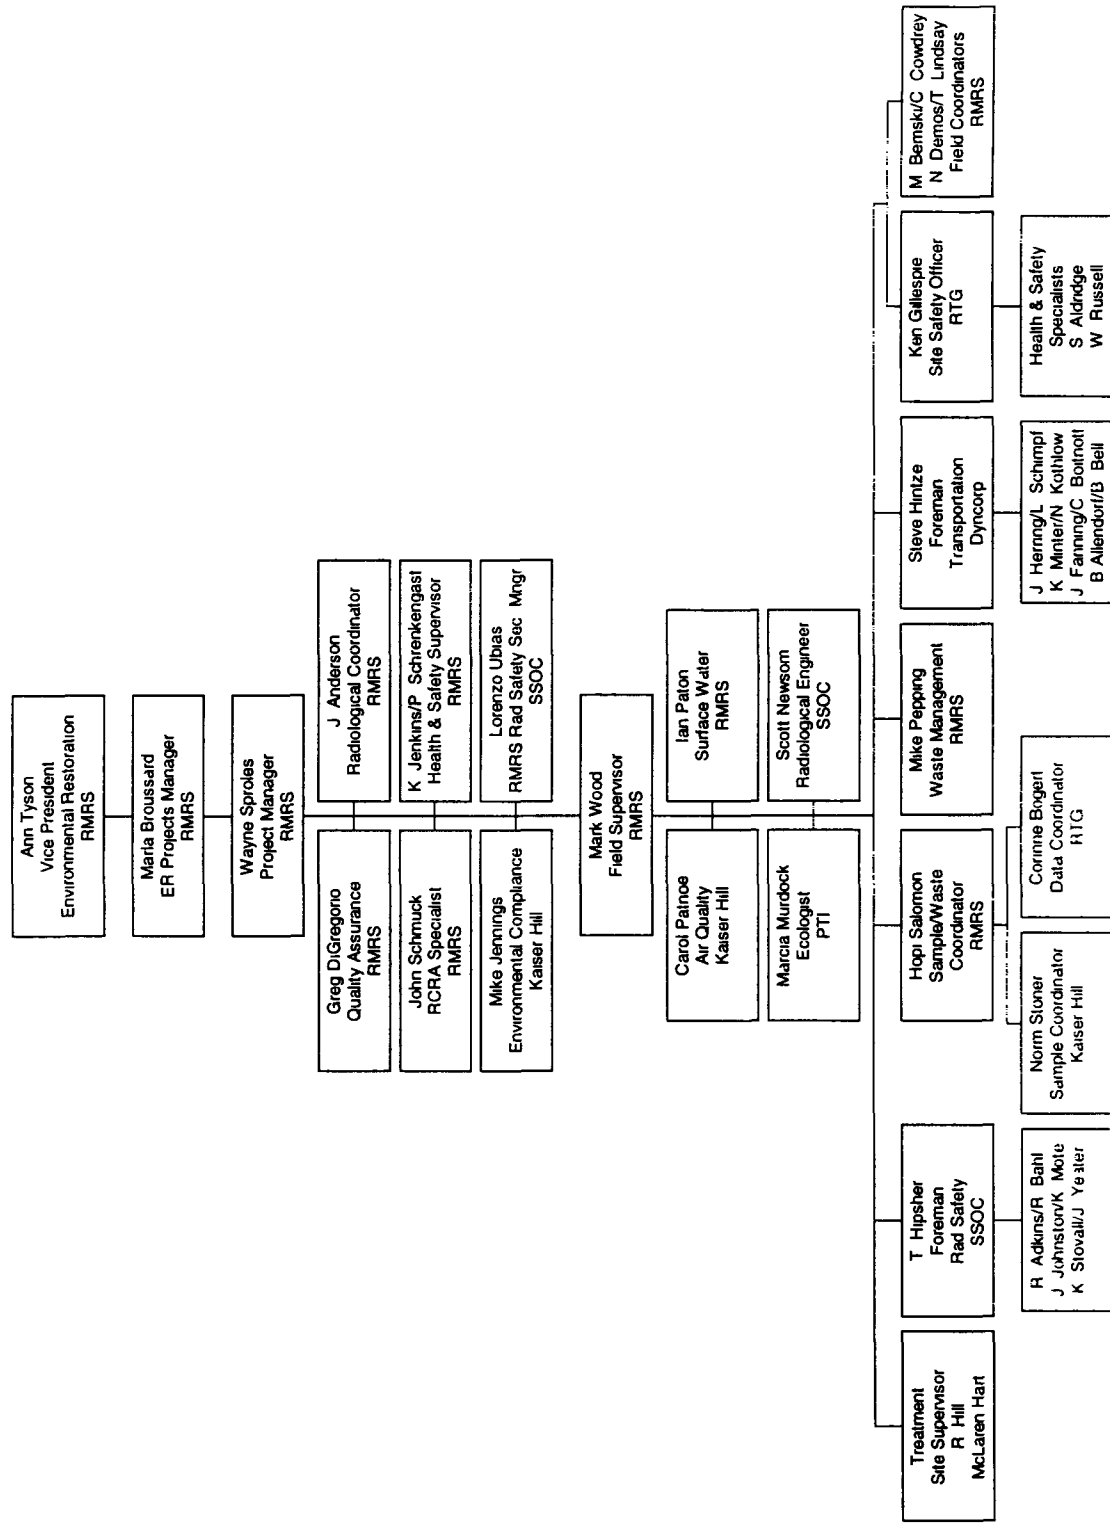 Ann Tyson
Vice President
Environmental Restoration
RMRS
Marla Broussard
ER Projects Manager
RMRS
Wayne Sproles
Project Manager
RMRS
Greg DiGregorio
Quality Assurance
RMRS
J Anderson
Radiological Coordinator
RMRS
John Schmuck
RCRA Specialist
RMRS
K Jenkins/P Schrenkengast
Health & Safety Supervisor
RMRS
Mike Jennings
Environmental Compliance
Kaiser Hill
Lorenzo Ubias
RMRS Rad Safety Sec Mngr
SSOC
Mark Wood
Field Supervisor
RMRS
Carol Patnoe
Air Quality
Kaiser Hill
Ian Paton
Surface Water
RMRS
Marcia Murdock
Ecologist
PTI
Scott Newsom
Radiological Engineer
SSOC
Treatment
Site Supervisor
R Hill
McLaren Hart
T Hipsher
Foreman
Rad Safety
SSOC
Hopi Salomon
Sample/Waste
Coordinator
RMRS
Mike Pepping
Waste Management
RMRS
Steve Hintze
Foreman
Transportation
Dyncorp
Ken Gillespie
Site Safety Officer
RTG
M Bemski/C Cowdrey
N Demos/T Lindsay
Field Coordinators
RMRS
R Adkins/R Bahl
J Johnston/K Mote
K Stovall/J Yeater
Norm Stoner
Sample Coordinator
Kaiser Hill
Corinne Bogert
Data Coordinator
RTG
J Herring/L Schimpf
K Minter/N Kothlow
J Fanning/C Boitnott
B Allendorf/B Bell
Health & Safety
Specialists
S Aldridge
W Russell